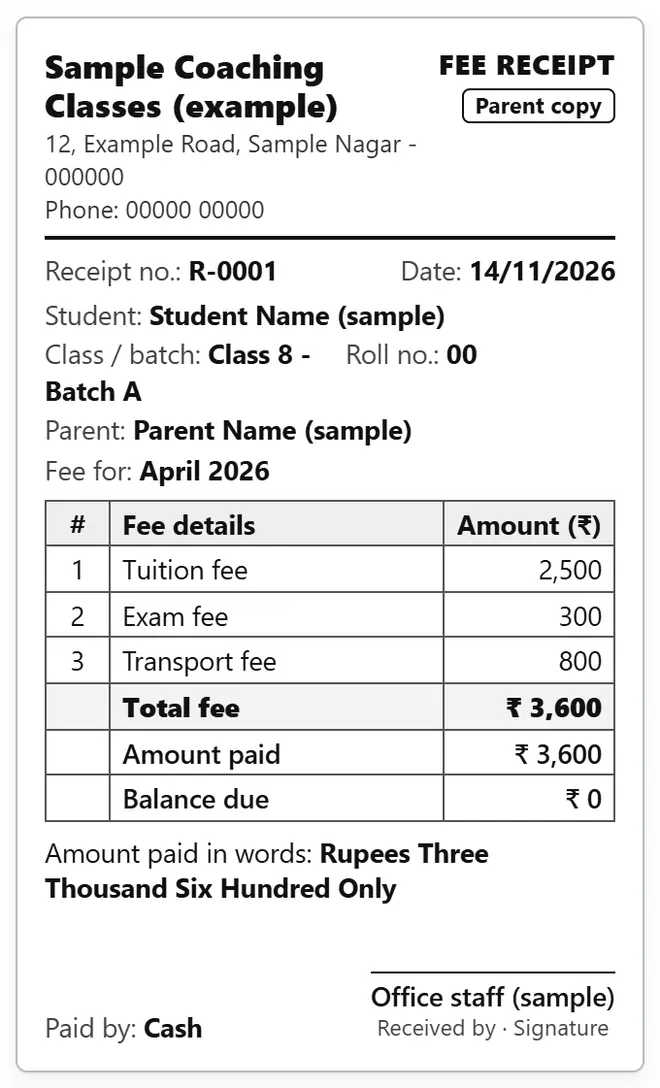 Sample Coaching Classes (example)
FEE RECEIPT
Parent copy
12, Example Road, Sample Nagar - 000000
Phone: 00000 00000
Receipt no.: R-0001 Date: 14/11/2026
Student: Student Name (sample)
Class / batch: Class 8 - Batch A Roll no.: 00
Parent: Parent Name (sample)
Fee for: April 2026
# Fee details Amount (₹)
1 Tuition fee 2,500
2 Exam fee 300
3 Transport fee 800
Total fee ₹ 3,600
Amount paid ₹ 3,600
Balance due ₹ 0
Amount paid in words: Rupees Three
Thousand Six Hundred Only
Paid by: Cash
Office staff (sample)
Received by · Signature